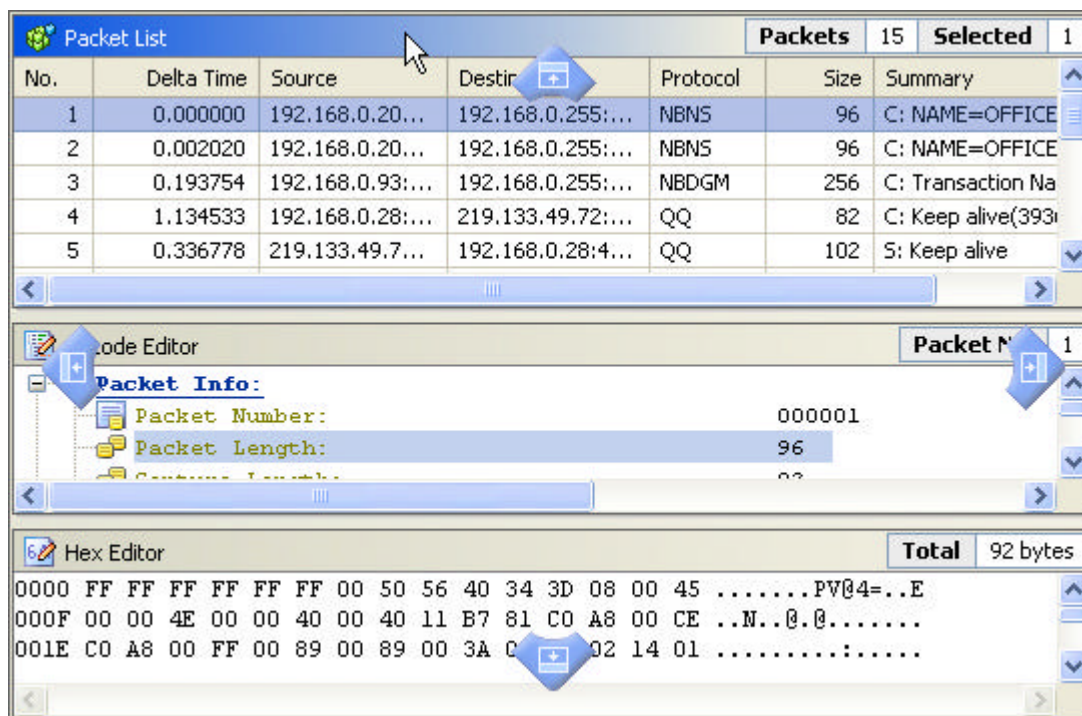 Packet List Packets 15 Selected 1
No. Delta Time Source Protocol Size Summary
1 0.000000 192.168.0.20... 192.168.0.255:... NBNS 96 C: NAME=OFFICE
2 0.002020 192.168.0.20... 192.168.0.255:... NBNS 96 C: NAME=OFFICE
3 0.193754 192.168.0.93:... 192.168.0.255:... NBDGM 256 C: Transaction Na
4 1.134533 192.168.0.28:... 219.133.49.72:... QQ 82 C: Keep alive(393
5 0.336778 219.133.49.7... 192.168.0.28:4... QQ 102 S: Keep alive
Editor Packet 1
Packet Info:
Packet Number: 000001
Packet Length: 96
Hex Editor Total 92 bytes
0000 FF FF FF FF FF FF 00 50 56 40 34 3D 08 00 45 .......PV@4=..E
000F 00 00 4E 00 00 40 00 40 11 B7 81 C0 A8 00 CE ..N..@.@.......
001E C0 A8 00 FF 00 89 00 89 00 3A 02 14 01 .........:.....